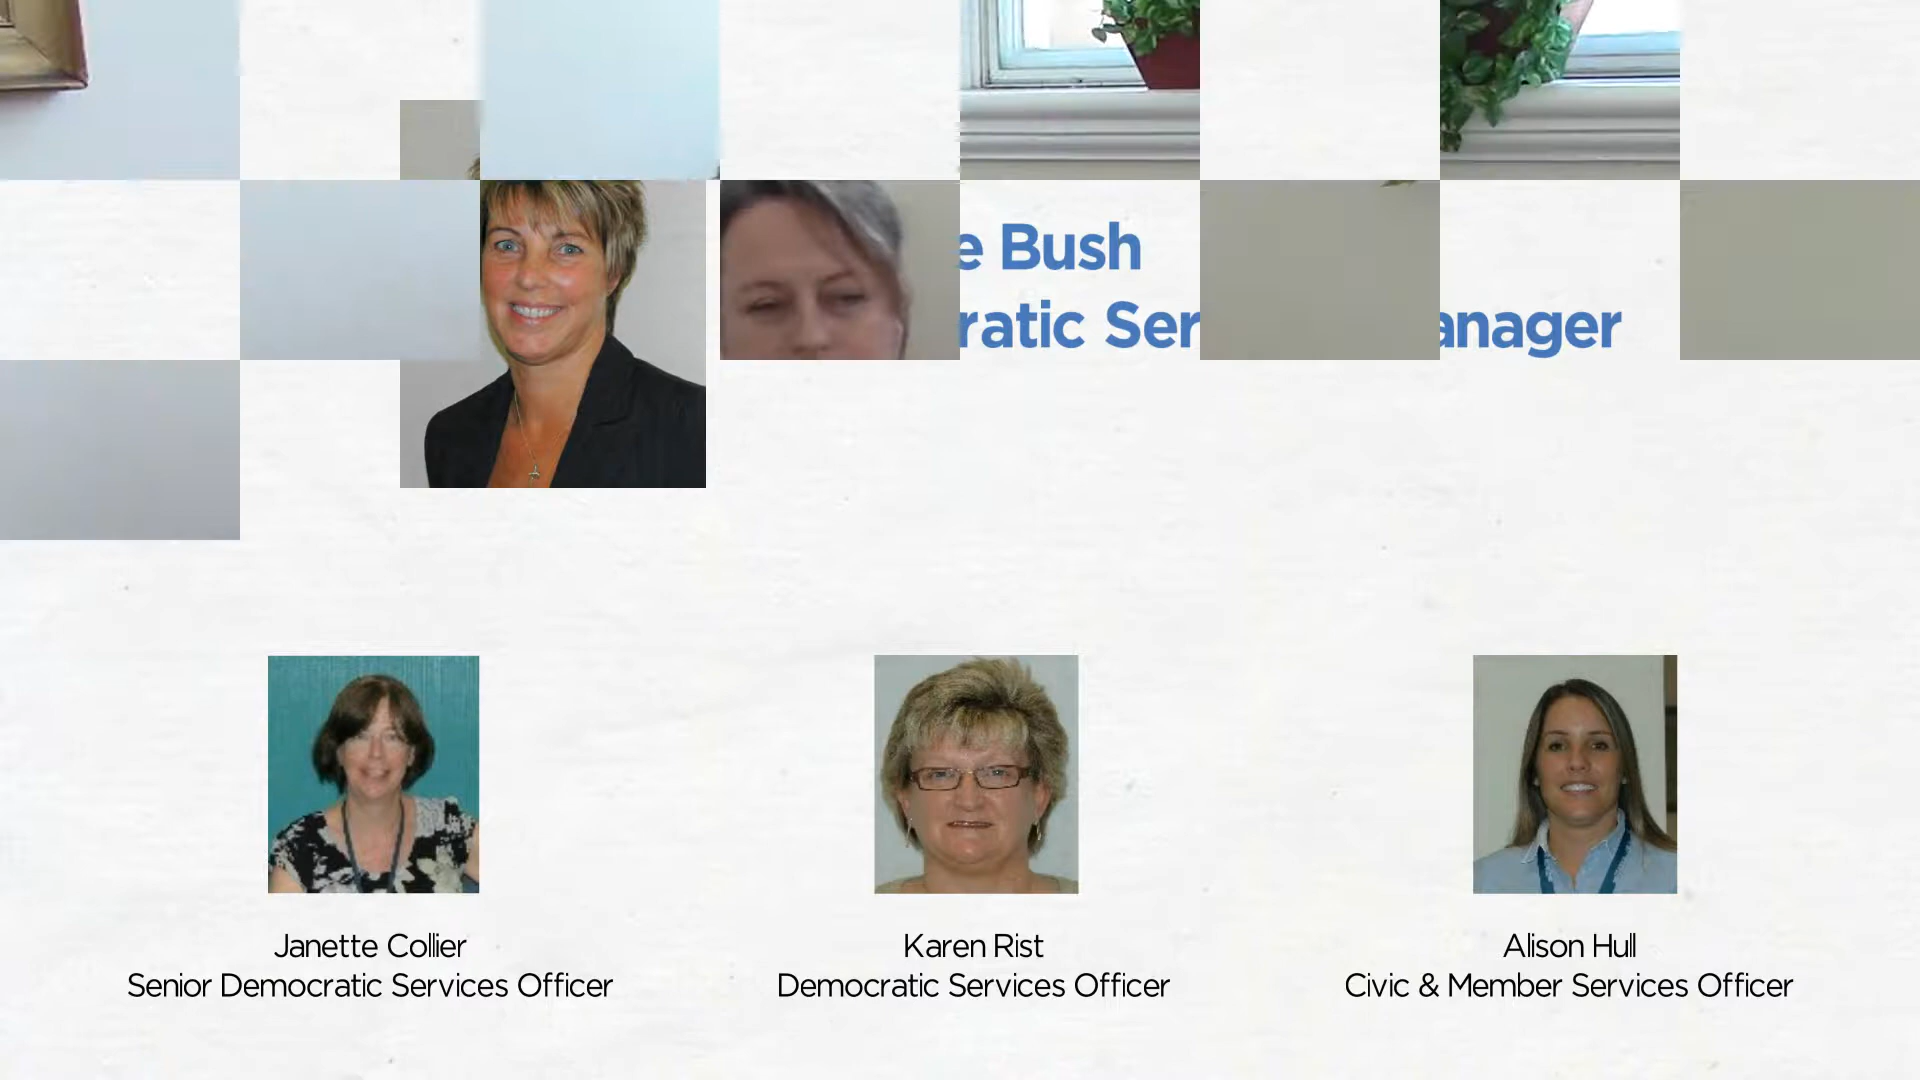 e Bush
ratic Ser anager
Janette Collier
Senior Democratic Services Officer
Karen Rist
Democratic Services Officer
Alison Hull
Civic & Member Services Officer